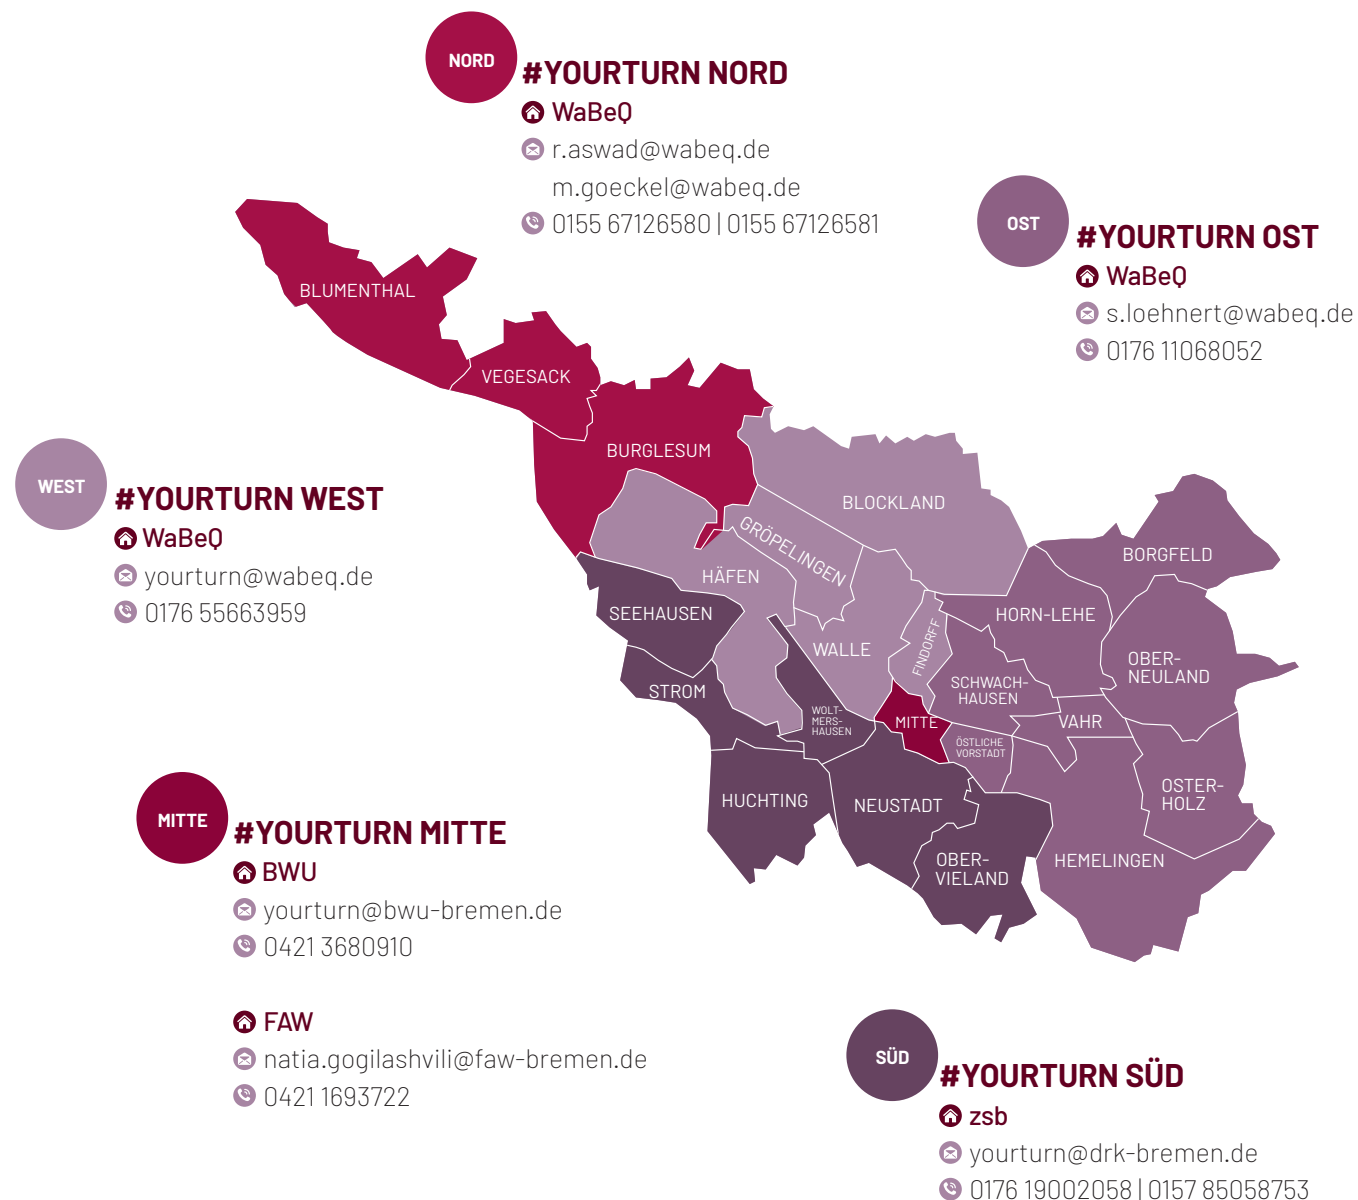 NORD
#YOURTURN NORD
WaBeQ
r.aswad@wabeq.de
m.goeckel@wabeq.de
0155 67126580 | 0155 67126581
OST
#YOURTURN OST
WaBeQ
s.loehnert@wabeq.de
0176 11068052
WEST
#YOURTURN WEST
WaBeQ
yourturn@wabeq.de
0176 55663959
BLUMENTHAL
VEGESACK
BURGLESUM
BLOCKLAND
GRÖPELINGEN
BORGFELD
HÄFEN
SEEHAUSEN
HORN-LEHE
WALLE
FINDORFF
OBER-
NEULAND
STROM
SCHWACH-
HAUSEN
WOLT-
MERS-
HAUSEN
MITTE
VAHR
ÖSTLICHE
VORSTADT
HUCHTING
NEUSTADT
OSTER-
HOLZ
OBER-
VIELAND
HEMELINGEN
MITTE
#YOURTURN MITTE
BWU
yourturn@bwu-bremen.de
0421 3680910
FAW
natia.gogilashvili@faw-bremen.de
0421 1693722
SÜD
#YOURTURN SÜD
zsb
yourturn@drk-bremen.de
0176 19002058 | 0157 85058753